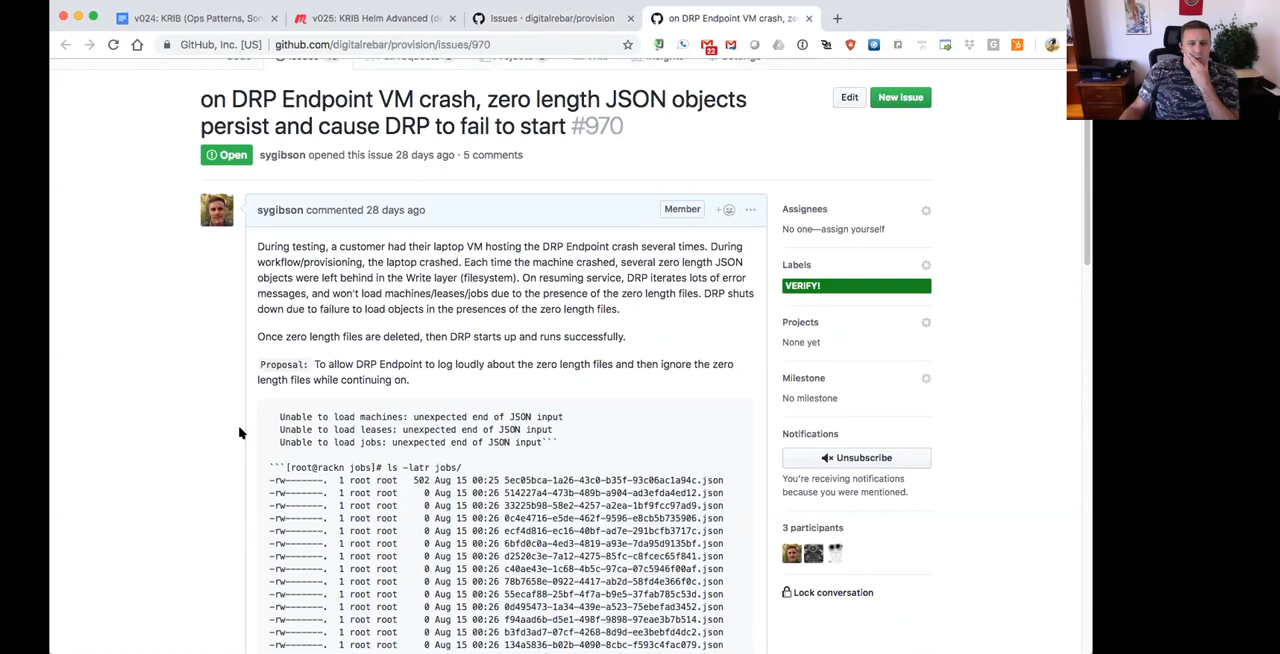 v024: KRIB (Ops Patterns, Son
v025: KRIB Helm Advanced (de
Issues · digitalrebar/provision
on DRP Endpoint VM crash, ze
GitHub, Inc. [US]
github.com/digitalrebar/provision/issues/970
22
on DRP Endpoint VM crash, zero length JSON objects
persist and cause DRP to fail to start #970
Edit
New issue
Open
sygibson opened this issue 28 days ago · 5 comments
sygibson commented 28 days ago
Member
During testing, a customer had their laptop VM hosting the DRP Endpoint crash several times. During
workflow/provisioning, the laptop crashed. Each time the machine crashed, several zero length JSON
objects were left behind in the Write layer (filesystem). On resuming service, DRP iterates lots of error
messages, and won't load machines/leases/jobs due to the presence of the zero length files. DRP shuts
down due to failure to load objects in the presences of the zero length files.
Once zero length files are deleted, then DRP starts up and runs successfully.
Proposal: To allow DRP Endpoint to log loudly about the zero length files and then ignore the zero
length files while continuing on.
Unable to load machines: unexpected end of JSON input
Unable to load leases: unexpected end of JSON input
Unable to load jobs: unexpected end of JSON input```
```[root@rackn jobs]# ls -latr jobs/
-rw-------. 1 root root 502 Aug 15 00:25 5ec05bca-1a26-43c0-b35f-93c06ac1a94c.json
-rw-------. 1 root root 0 Aug 15 00:26 514227a4-473b-489b-a904-ad3efda4ed12.json
-rw-------. 1 root root 0 Aug 15 00:26 33225b98-58e2-4257-a2ea-1bf9fcc97ad9.json
-rw-------. 1 root root 0 Aug 15 00:26 0c4e4716-e5de-462f-9596-e8cb5b735906.json
-rw-------. 1 root root 0 Aug 15 00:26 ecf4d816-ec16-40bf-ad7e-291bcfb3717c.json
-rw-------. 1 root root 0 Aug 15 00:26 6bfd0c0a-4ed3-4819-a93e-7da95d9135bf.json
-rw-------. 1 root root 0 Aug 15 00:26 d2520c3e-7a12-4275-85fc-c8fcec65f841.json
-rw-------. 1 root root 0 Aug 15 00:26 c40ae43e-1c68-4b5c-97ca-07c5946f00af.json
-rw-------. 1 root root 0 Aug 15 00:26 78b7658e-0922-4417-ab2d-58fd4e366f0c.json
-rw-------. 1 root root 0 Aug 15 00:26 55ecaf88-25bf-4f7a-b9e5-37fab785c53d.json
-rw-------. 1 root root 0 Aug 15 00:26 0d495473-1a34-439e-a523-75ebefad3452.json
-rw-------. 1 root root 0 Aug 15 00:26 f94aad6b-d5e1-498f-9898-97eae3b7b514.json
-rw-------. 1 root root 0 Aug 15 00:26 b3fd3ad7-07cf-4268-8d9d-ee3bebfd4dc2.json
-rw-------. 1 root root 0 Aug 15 00:26 134a5836-b02b-4090-8cbc-f593c4fac079.json
Assignees
No one—assign yourself
Labels
VERIFY!
Projects
None yet
Milestone
No milestone
Notifications
Unsubscribe
You're receiving notifications
because you were mentioned.
3 participants
Lock conversation